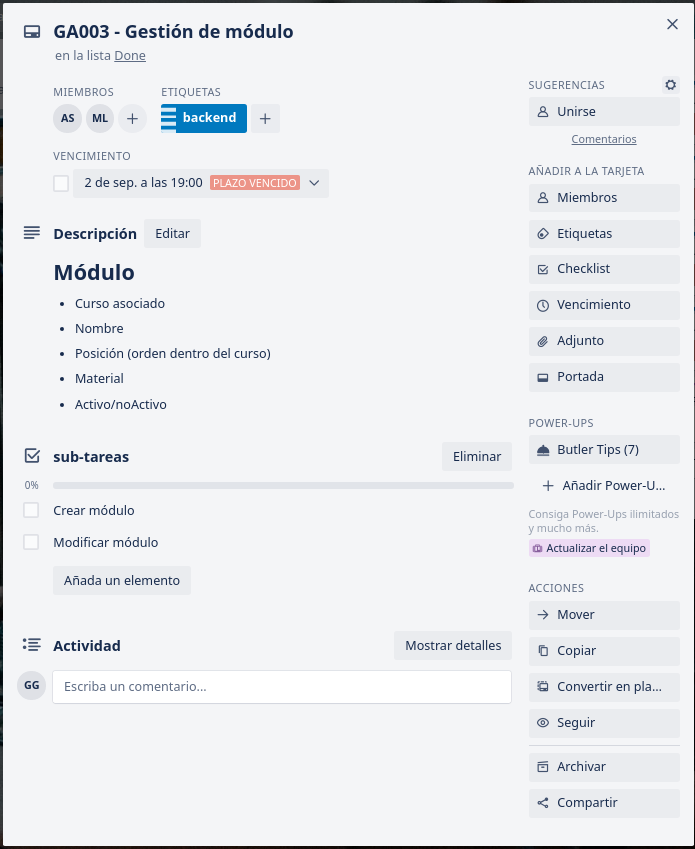 GA003 - Gestión de módulo
en la lista Done
MIEMBROS
AS ML
ETIQUETAS
backend
VENCIMIENTO
2 de sep. a las 19:00 PLAZO VENCIDO
Descripción Editar
Módulo
• Curso asociado
• Nombre
• Posición (orden dentro del curso)
• Material
• Activo/noActivo
sub-tareas Eliminar
0%
Crear módulo
Modificar módulo
Añada un elemento
Actividad Mostrar detalles
GG Escriba un comentario...
SUGERENCIAS
Unirse
Comentarios
AÑADIR A LA TARJETA
Miembros
Etiquetas
Checklist
Vencimiento
Adjunto
Portada
POWER-UPS
Butler Tips (7)
Añadir Power-U...
Consiga Power-Ups ilimitados
y mucho más.
Actualizar el equipo
ACCIONES
Mover
Copiar
Convertir en pla...
Seguir
Archivar
Compartir